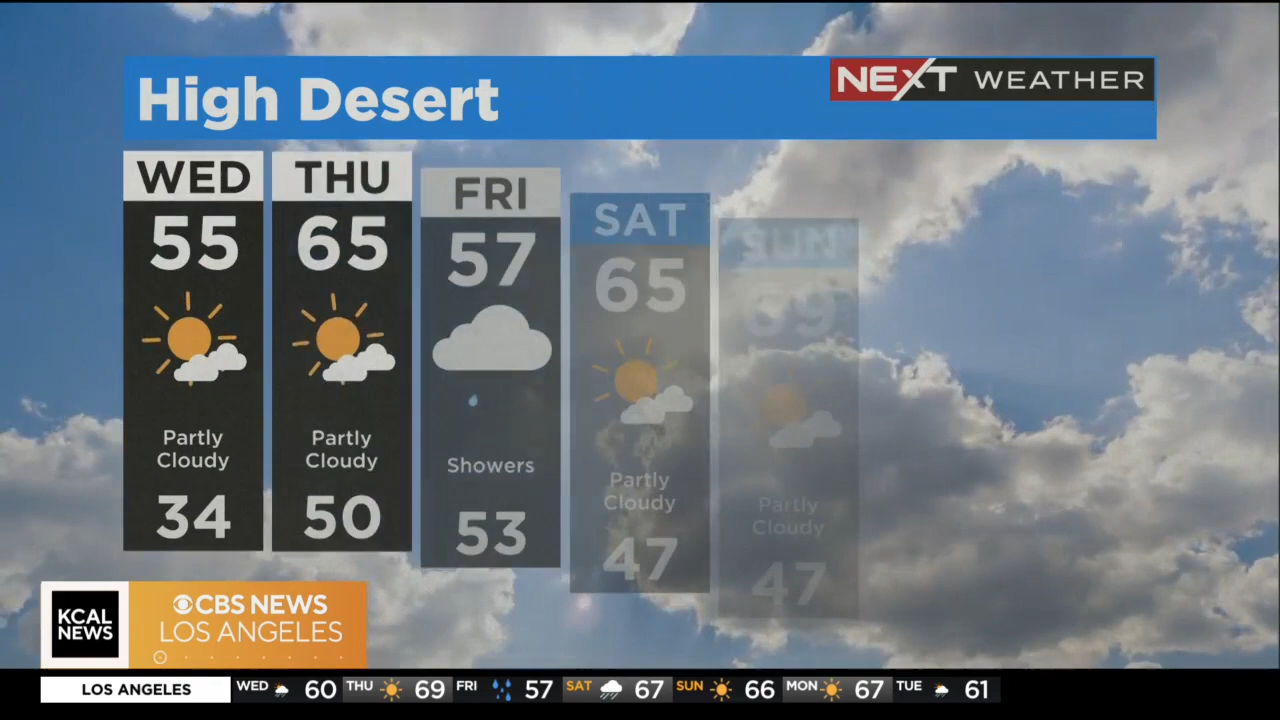 High Desert
NEXT WEATHER
WED
55
Partly
Cloudy
34
THU
65
Partly
Cloudy
50
FRI
57
Showers
53
SAT
65
Partly
Cloudy
47
SUN
69
Partly
Cloudy
47
KCAL
NEWS
CBS NEWS
LOS ANGELES
LOS ANGELES WED 60 THU 69 FRI 57 SAT 67 SUN 66 MON 67 TUE 61